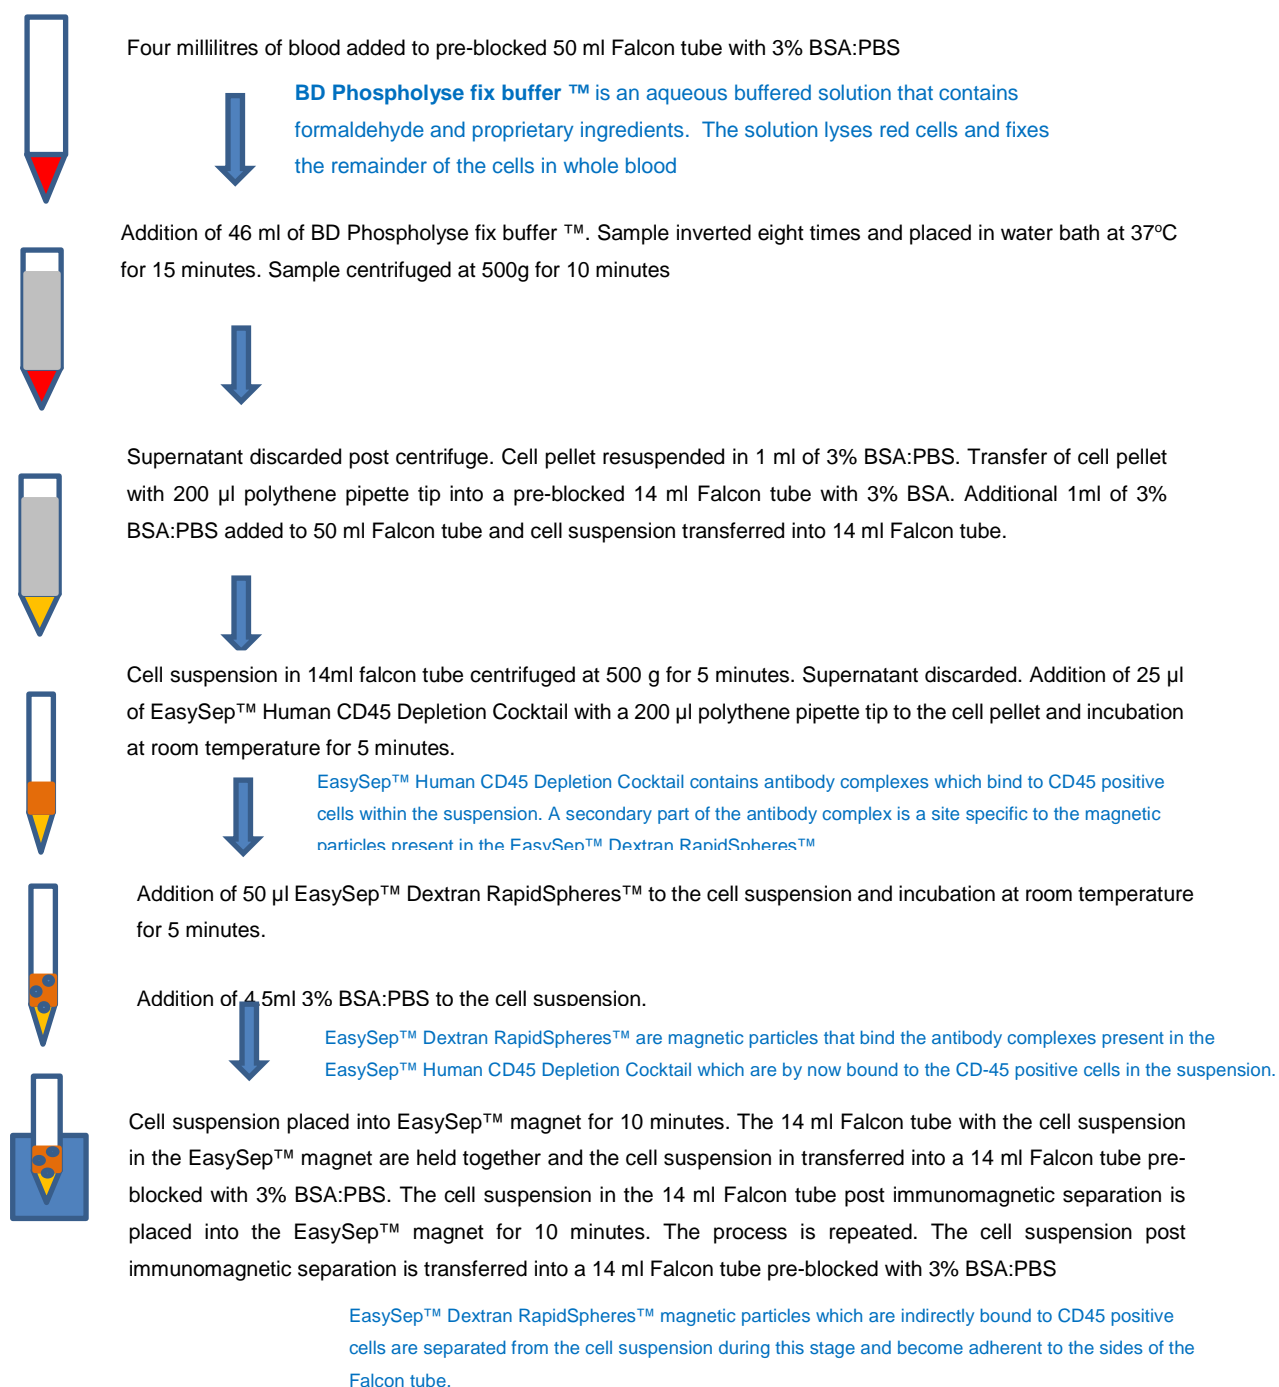 Four millilitres of blood added to pre-blocked 50 ml Falcon tube with 3% BSA:PBS
BD Phospholyse fix buffer ™ is an aqueous buffered solution that contains
formaldehyde and proprietary ingredients. The solution lyses red cells and fixes
the remainder of the cells in whole blood
Addition of 46 ml of BD Phospholyse fix buffer ™. Sample inverted eight times and placed in water bath at 37ºC
for 15 minutes. Sample centrifuged at 500g for 10 minutes
Supernatant discarded post centrifuge. Cell pellet resuspended in 1 ml of 3% BSA:PBS. Transfer of cell pellet
with 200 µl polythene pipette tip into a pre-blocked 14 ml Falcon tube with 3% BSA. Additional 1ml of 3%
BSA:PBS added to 50 ml Falcon tube and cell suspension transferred into 14 ml Falcon tube.
Cell suspension in 14ml falcon tube centrifuged at 500 g for 5 minutes. Supernatant discarded. Addition of 25 µl
of EasySep™ Human CD45 Depletion Cocktail with a 200 µl polythene pipette tip to the cell pellet and incubation
at room temperature for 5 minutes.
EasySep™ Human CD45 Depletion Cocktail contains antibody complexes which bind to CD45 positive
cells within the suspension. A secondary part of the antibody complex is a site specific to the magnetic
particles present in the EasySep™ Dextran RapidSpheres™
Addition of 50 µl EasySep™ Dextran RapidSpheres™ to the cell suspension and incubation at room temperature
for 5 minutes.
Addition of 4.5ml 3% BSA:PBS to the cell suspension.
EasySep™ Dextran RapidSpheres™ are magnetic particles that bind the antibody complexes present in the
EasySep™ Human CD45 Depletion Cocktail which are by now bound to the CD-45 positive cells in the suspension.
Cell suspension placed into EasySep™ magnet for 10 minutes. The 14 ml Falcon tube with the cell suspension
in the EasySep™ magnet are held together and the cell suspension in transferred into a 14 ml Falcon tube pre-
blocked with 3% BSA:PBS. The cell suspension in the 14 ml Falcon tube post immunomagnetic separation is
placed into the EasySep™ magnet for 10 minutes. The process is repeated. The cell suspension post
immunomagnetic separation is transferred into a 14 ml Falcon tube pre-blocked with 3% BSA:PBS
EasySep™ Dextran RapidSpheres™ magnetic particles which are indirectly bound to CD45 positive
cells are separated from the cell suspension during this stage and become adherent to the sides of the
Falcon tube.